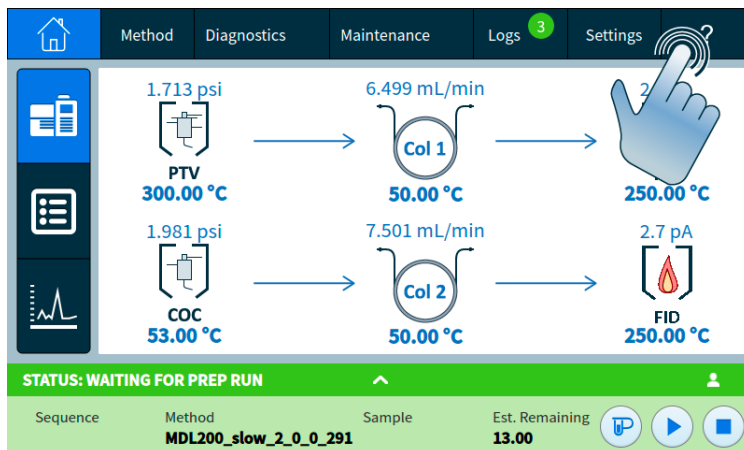 Method Diagnostics Maintenance Logs 3 Settings ?
1.713 psi 6.499 mL/min 2
Col 1
PTV
300.00 °C 50.00 °C 250.00 °C
1.981 psi 7.501 mL/min 2.7 pA
Col 2
COC FID
53.00 °C 50.00 °C 250.00 °C
STATUS: WAITING FOR PREP RUN
Sequence Method Sample Est. Remaining
MDL200_slow_2_0_0_291 13.00
P